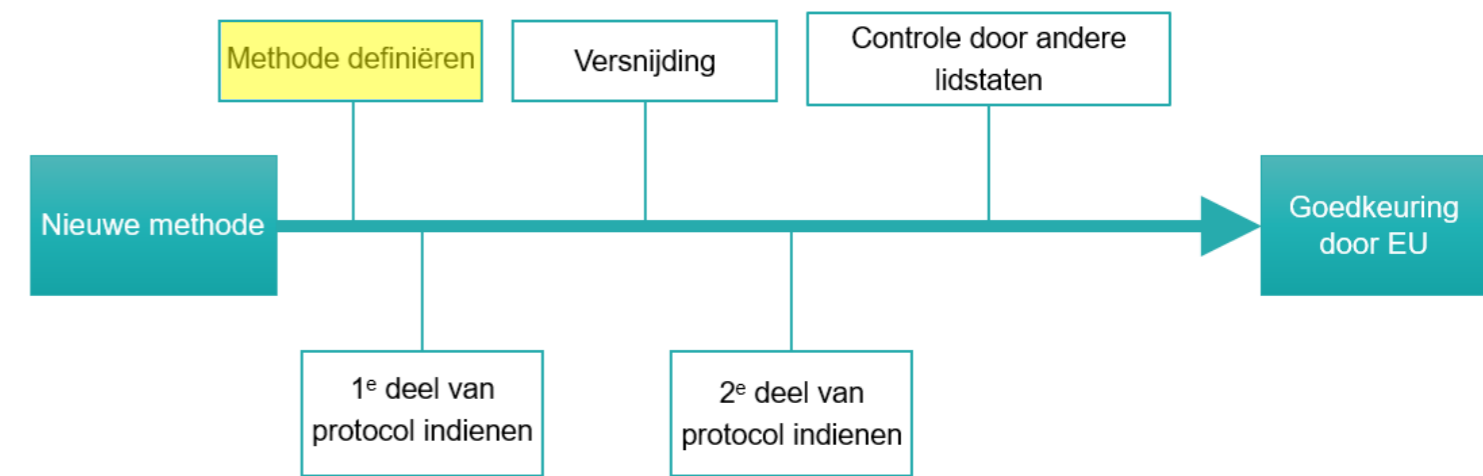 Methode definiëren
Versnijding
Controle door andere
lidstaten
Nieuwe methode
Goedkeuring
door EU
1e deel van
protocol indienen
2e deel van
protocol indienen